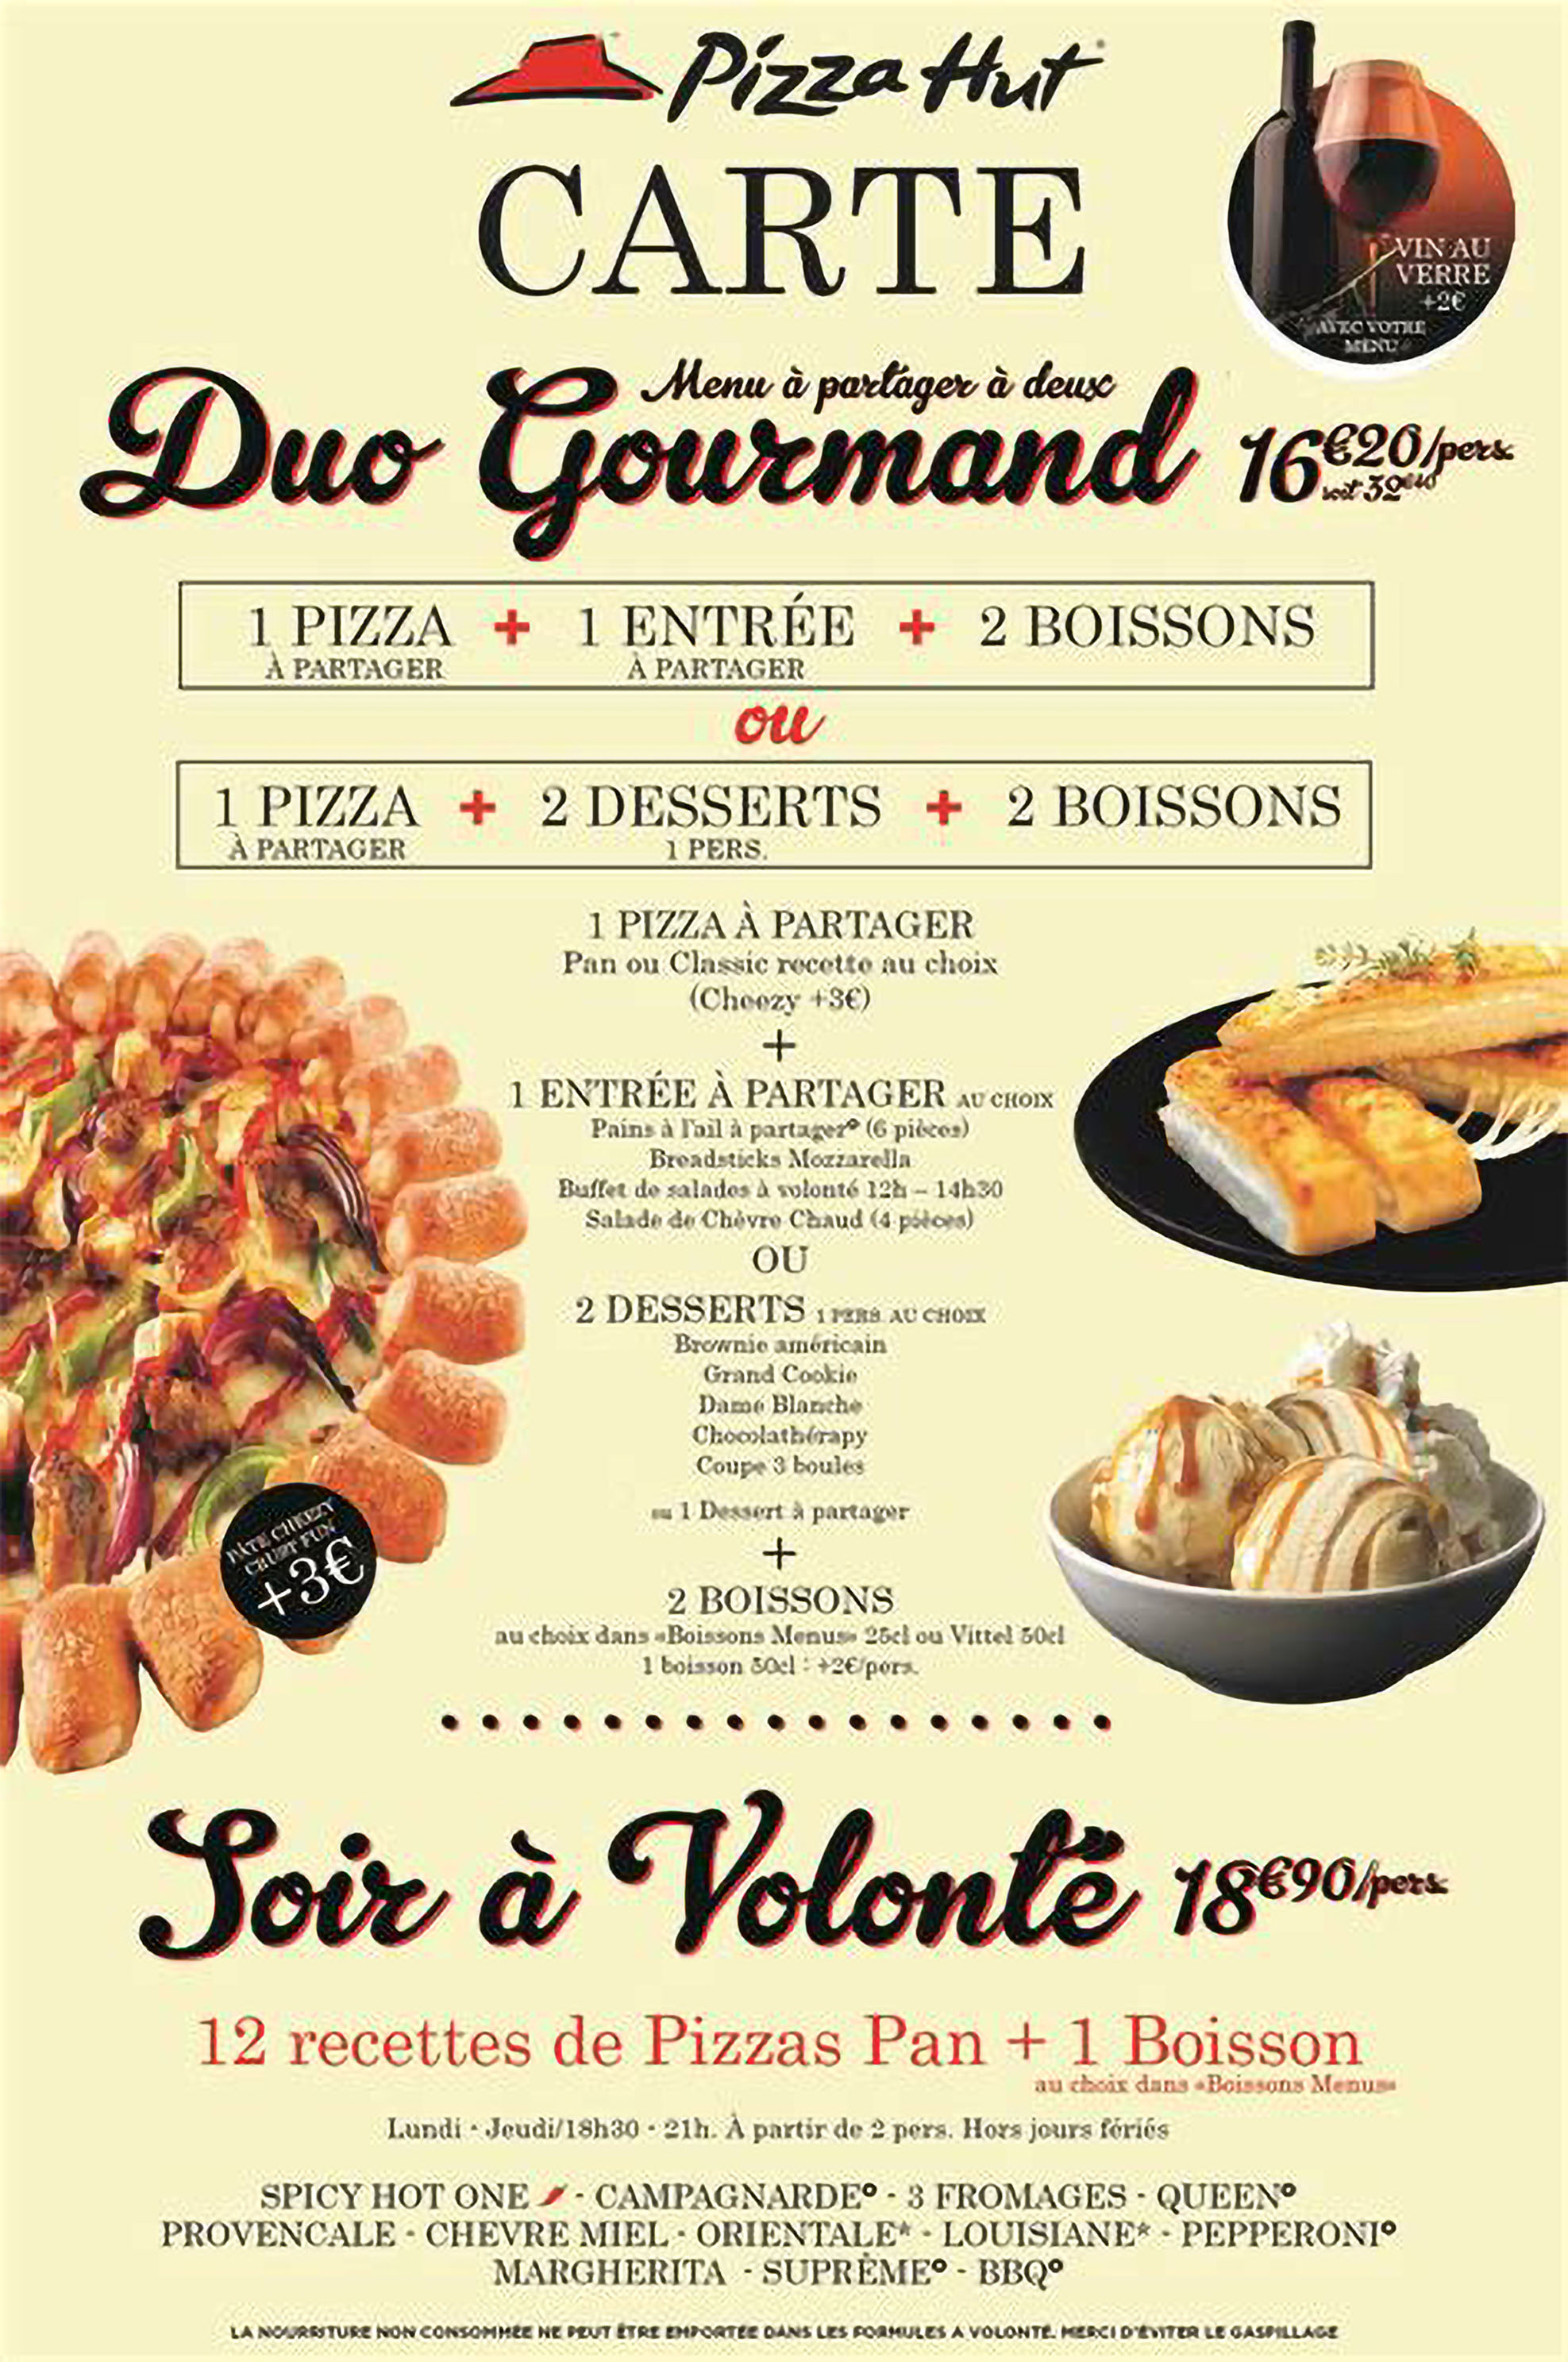 Pizza Hut
CARTE
VIN AU
VERRE
+2€
AVEC VOTRE
MENU
Menu à partager à deux
Duo Gourmand 16€20/pers.
soit 32€40
1 PIZZA + 1 ENTRÉE + 2 BOISSONS
À PARTAGER À PARTAGER
ou
1 PIZZA + 2 DESSERTS + 2 BOISSONS
À PARTAGER 1 PERS.
1 PIZZA À PARTAGER
Pan ou Classic recette au choix
(Cheezy +3€)
+
1 ENTRÉE À PARTAGER AU CHOIX
Pains à l'ail à partager° (6 pièces)
Breadsticks Mozzarella
Buffet de salades à volonté 12h – 14h30
Salade de Chèvre Chaud (4 pièces)
OU
2 DESSERTS 1 PERS. AU CHOIX
Brownie américain
Grand Cookie
Dame Blanche
Chocolathérapy
Coupe 3 boules
ou 1 Dessert à partager
+
2 BOISSONS
au choix dans «Boissons Menus» 25cl ou Vittel 50cl
1 boisson 50cl : +2€/pers.
PÂTE CHEEZY
CRUST FUN
+3€
Soir à Volonté 18€90/pers.
12 recettes de Pizzas Pan + 1 Boisson
au choix dans «Boissons Menus»
Lundi - Jeudi/18h30 - 21h. À partir de 2 pers. Hors jours fériés
SPICY HOT ONE - CAMPAGNARDE° - 3 FROMAGES - QUEEN°
PROVENCALE - CHEVRE MIEL - ORIENTALE* - LOUISIANE* - PEPPERONI°
MARGHERITA - SUPRÊME° - BBQ°
LA NOURRITURE NON CONSOMMÉE NE PEUT ÊTRE EMPORTÉE DANS LES FORMULES A VOLONTÉ. MERCI D'ÉVITER LE GASPILLAGE